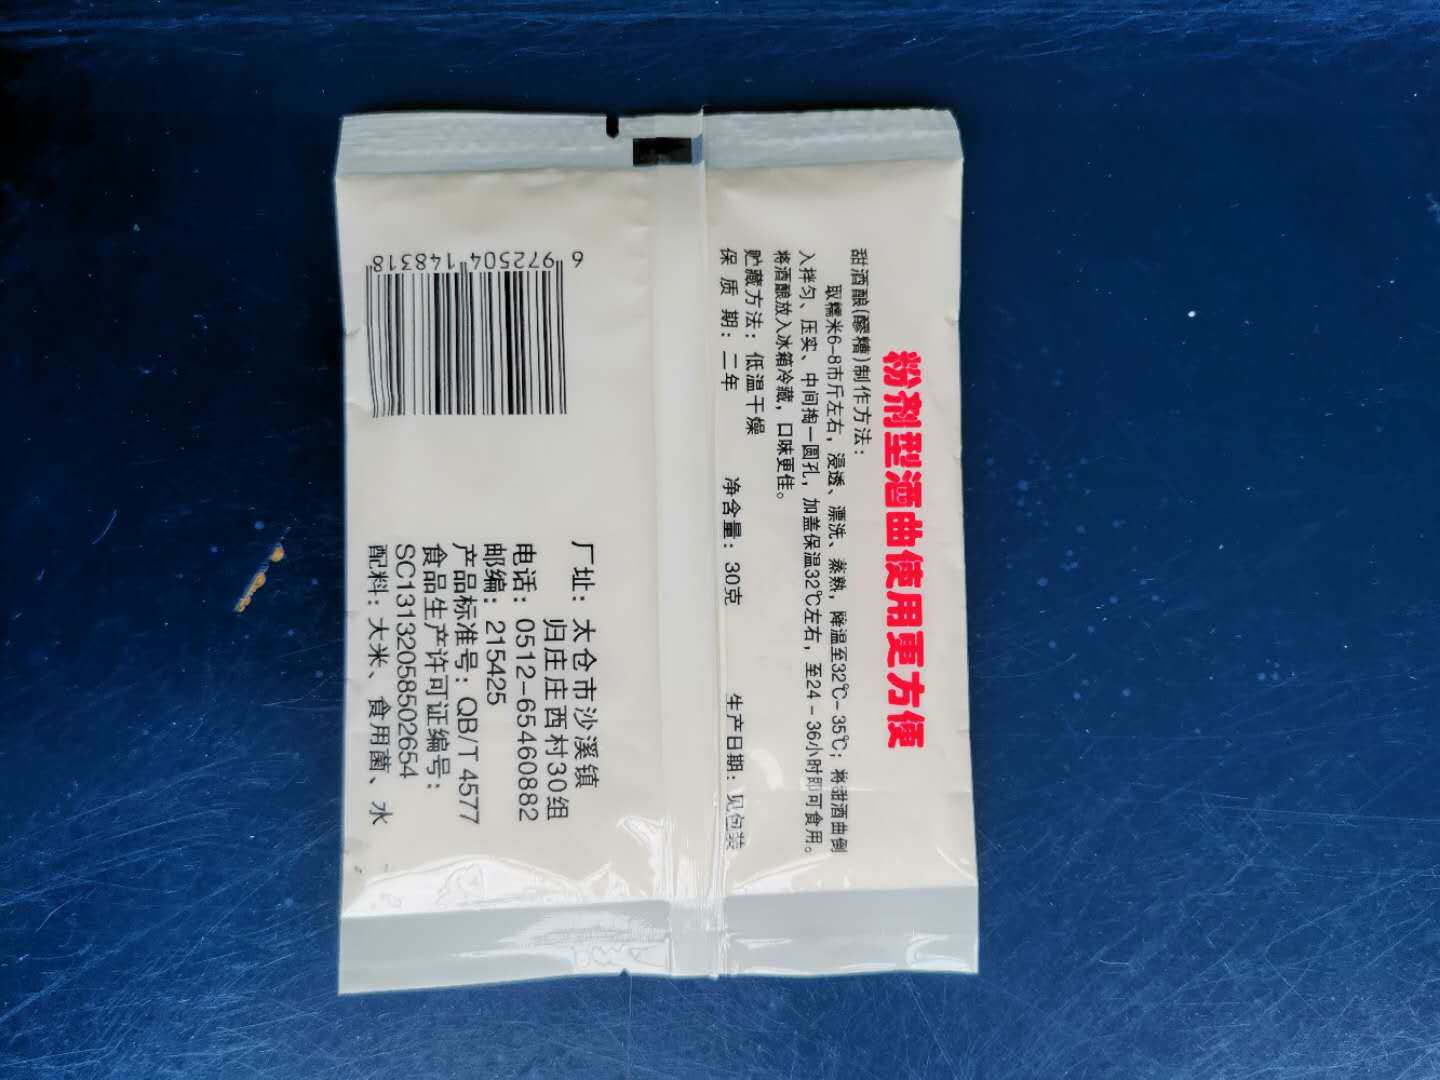 粉剂型酒曲使用更方便
甜酒酿(醪糟)制作方法：
取糯米6-8市斤左右，浸透、漂洗、蒸熟，降温至32℃-35℃；将甜酒曲倒
入拌匀、压实、中间掏一圆孔，加盖保温32℃左右，至24-36小时即可食用。
将酒酿放入冰箱冷藏，口味更佳。
贮藏方法：低温干燥
保质期：二年 净含量：30克 生产日期：见包装
厂址：太仓市沙溪镇
归庄庄西村30组
电话：0512-65460882
邮编：215425
产品标准号：QB/T 4577
食品生产许可证编号：
SC13132058502654
配料：大米、食用菌、水
6 972504 148318